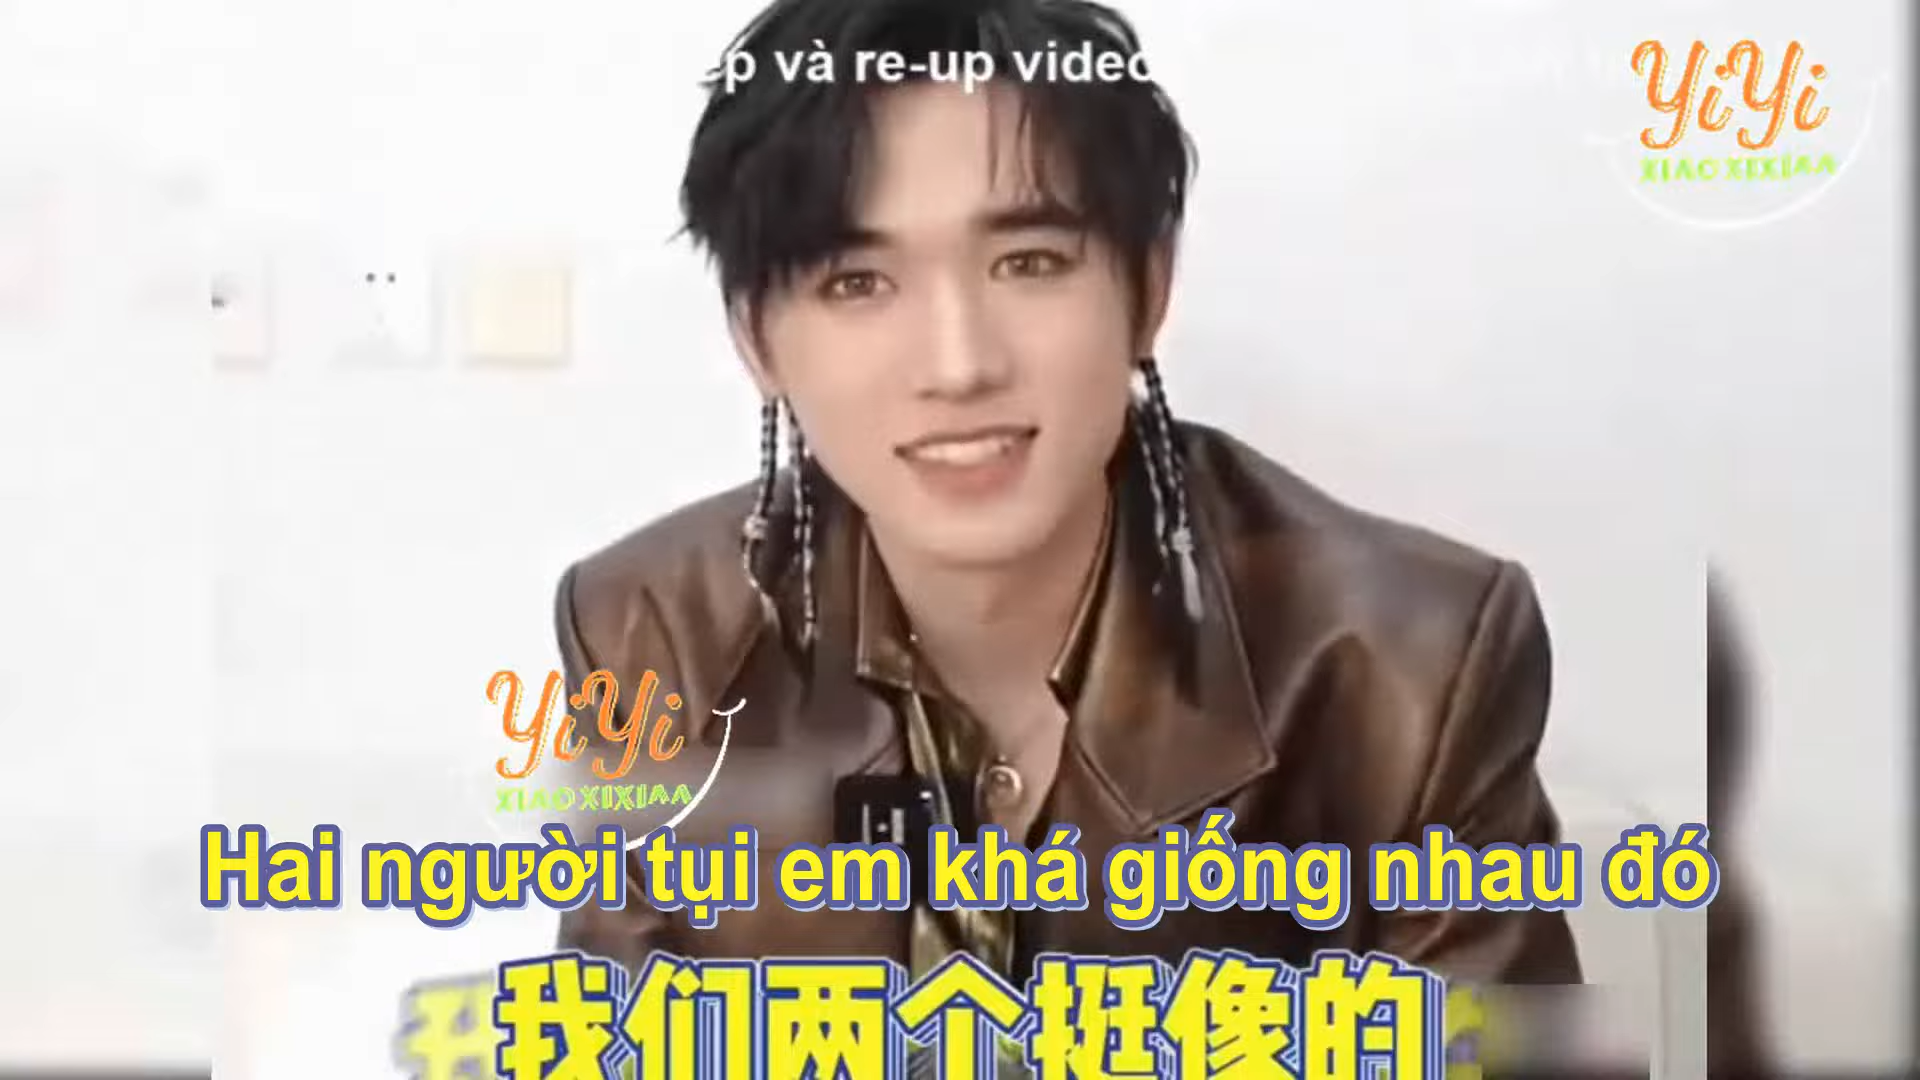 và re-up video
YiYi
XIAO XIXIAA
YiYi
XIAO XIXIAA
Hai người tụi em khá giống nhau đó
我们两个挺像的